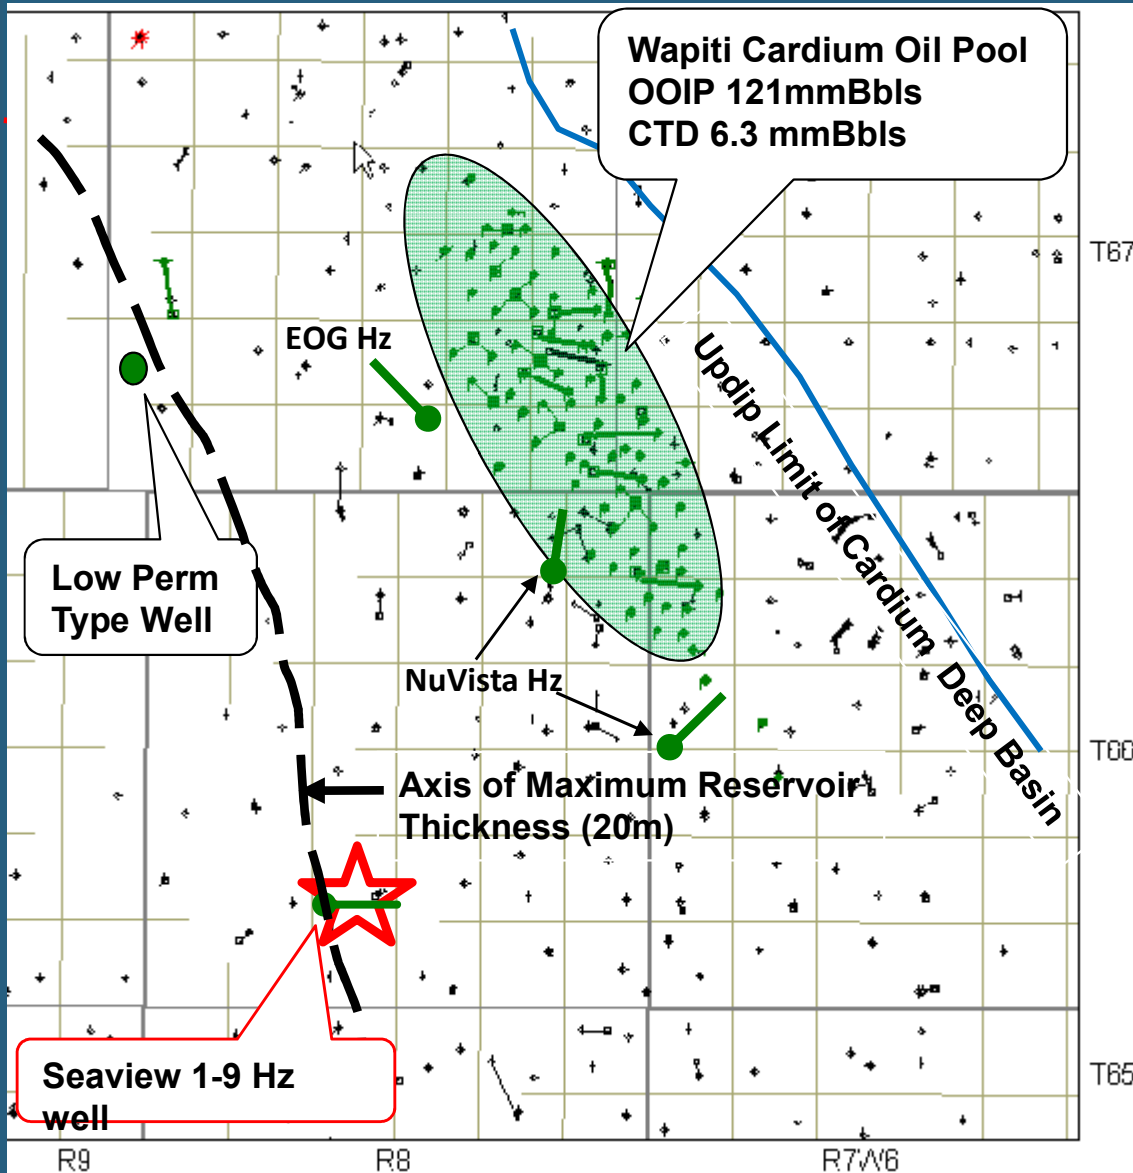 Wapiti Cardium Oil Pool
OOIP 121mmBbls
CTD 6.3 mmBbls
T67
EOG Hz
Updip Limit of Cardium Deep Basin
Low Perm
Type Well
NuVista Hz
T66
Axis of Maximum Reservoir
Thickness (20m)
Seaview 1-9 Hz
well
T65
R9
R8
R7W6